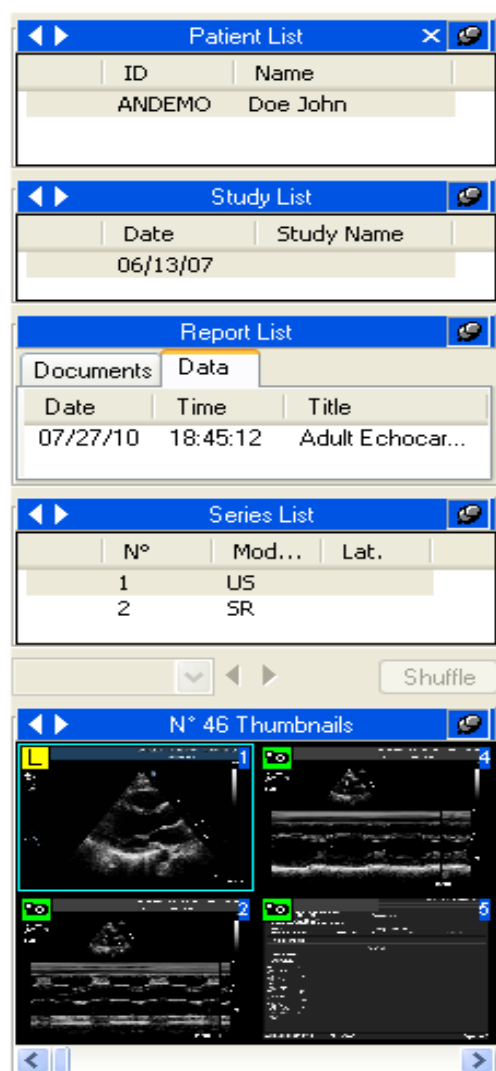 Patient List
ID Name
ANDEMO Doe John
Study List
Date Study Name
06/13/07
Report List
Documents Data
Date Time Title
07/27/10 18:45:12 Adult Echocar...
Series List
N° Mod... Lat.
1 US
2 SR
Shuffle
N° 46 Thumbnails
L 1 4
2 5